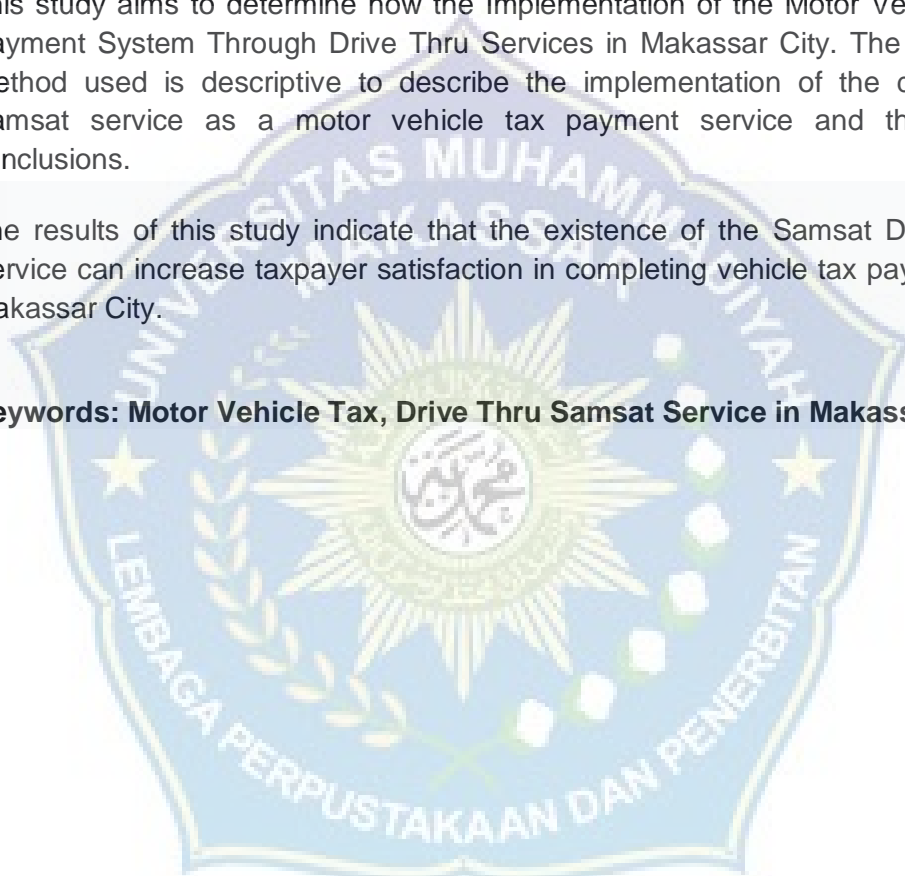 his study aims to determine how the Implementation of the Motor Ve
ayment System Through Drive Thru Services in Makassar City. The
ethod used is descriptive to describe the implementation of the d
amsat service as a motor vehicle tax payment service and th
nclusions.
he results of this study indicate that the existence of the Samsat D
ervice can increase taxpayer satisfaction in completing vehicle tax pay
akassar City.
eywords: Motor Vehicle Tax, Drive Thru Samsat Service in Makass
UNIVERSITAS MUHAMMADIYAH
MAKASSAR
LEMBAGA PERPUSTAKAAN DAN PENERBITAN